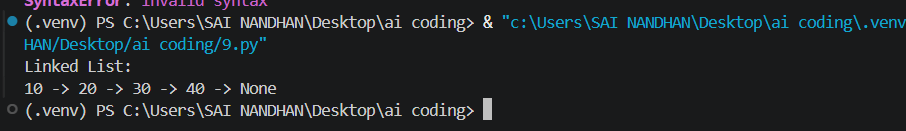 SyntaxError: invalid syntax
(.venv) PS C:\Users\SAI NANDHAN\Desktop\ai coding> & "c:\Users\SAI NANDHAN\Desktop\ai coding\.venv
HAN/Desktop/ai coding/9.py"
Linked List:
10 -> 20 -> 30 -> 40 -> None
(.venv) PS C:\Users\SAI NANDHAN\Desktop\ai coding>